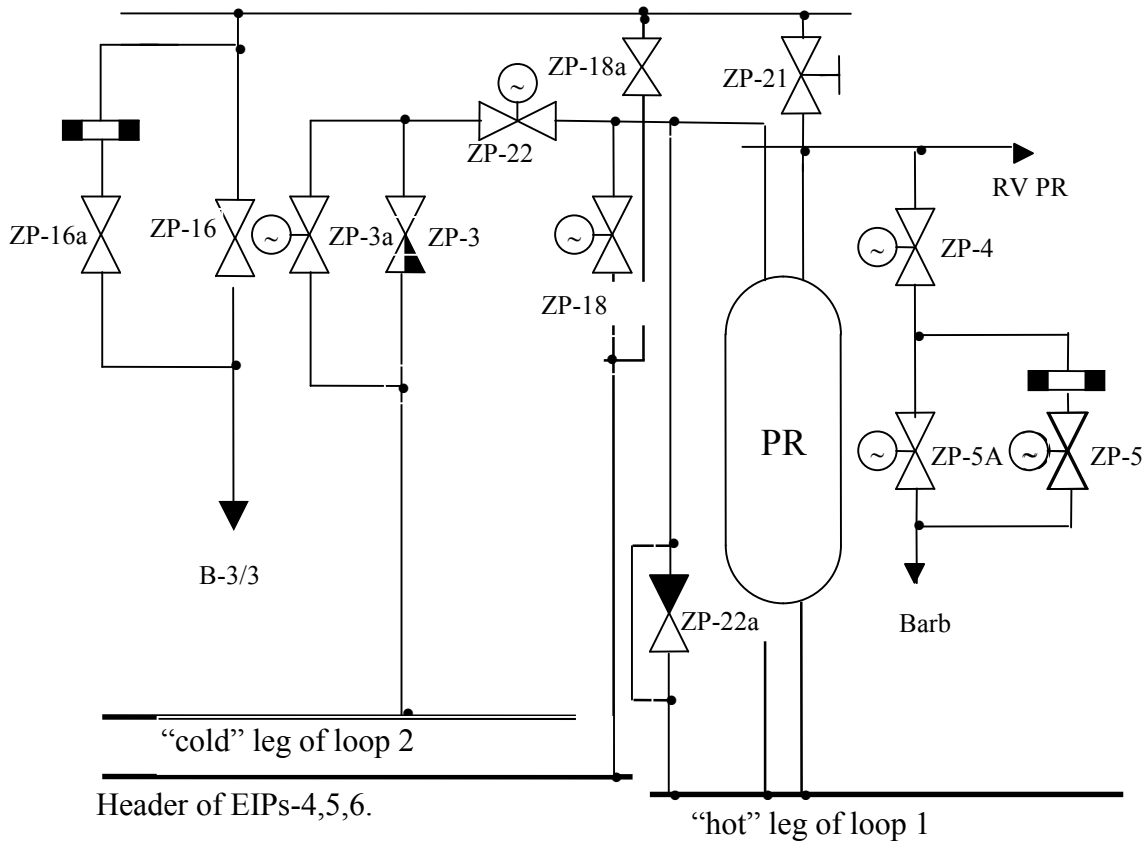 ZP-18a
ZP-21
ZP-22
RV PR
ZP-16a
ZP-16
~
ZP-3a
ZP-3
~
ZP-18
~
ZP-4
~
PR
~
ZP-5A
~
ZP-5
B-3/3
ZP-22a
Barb
“cold” leg of loop 2
Header of EIPs-4,5,6.
“hot” leg of loop 1